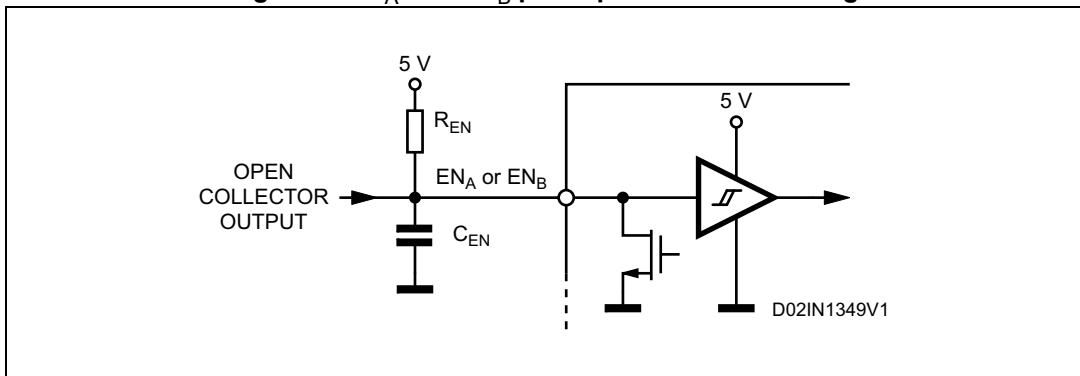 5 V
R_EN
5 V
OPEN
COLLECTOR
OUTPUT
EN_A or EN_B
C_EN
D02IN1349V1